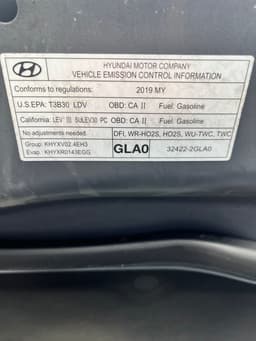 HYUNDAI MOTOR COMPANY
VEHICLE EMISSION CONTROL INFORMATION
Conforms to regulations: 2019 MY
U.S.EPA: T3B30 LDV OBD: CA II Fuel: Gasoline
California: LEV III SULEV30 PC OBD: CA II Fuel: Gasoline
No adjustments needed. DFI, WR-HO2S, HO2S, WU-TWC, TWC
Group: KHYXV02.4EH3
Evap.: KHYXR0143EGG
GLA0 32422-2GLA0